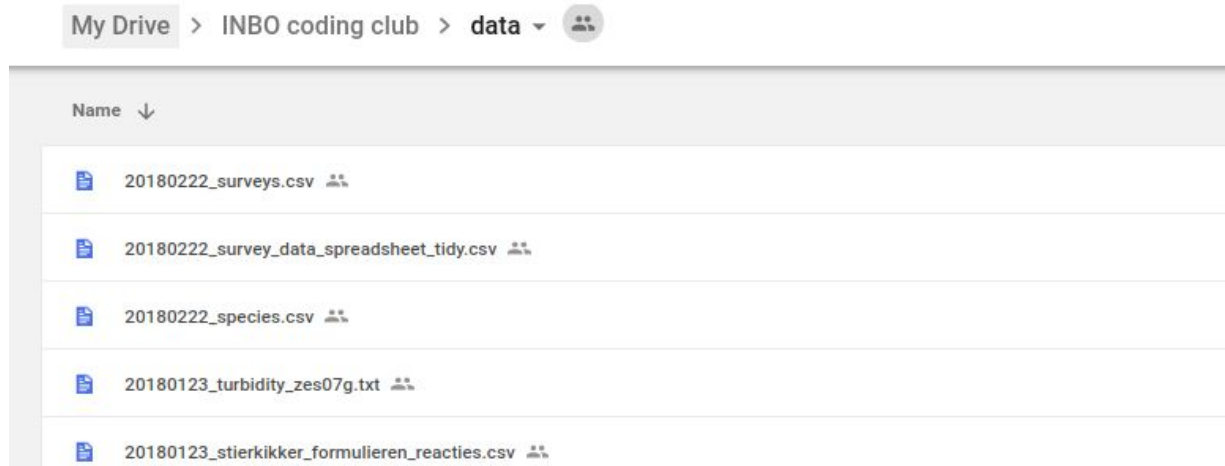 My Drive > INBO coding club > data
Name
20180222_surveys.csv
20180222_survey_data_spreadsheet_tidy.csv
20180222_species.csv
20180123_turbidity_zes07g.txt
20180123_stierkikker_formulieren_reacties.csv